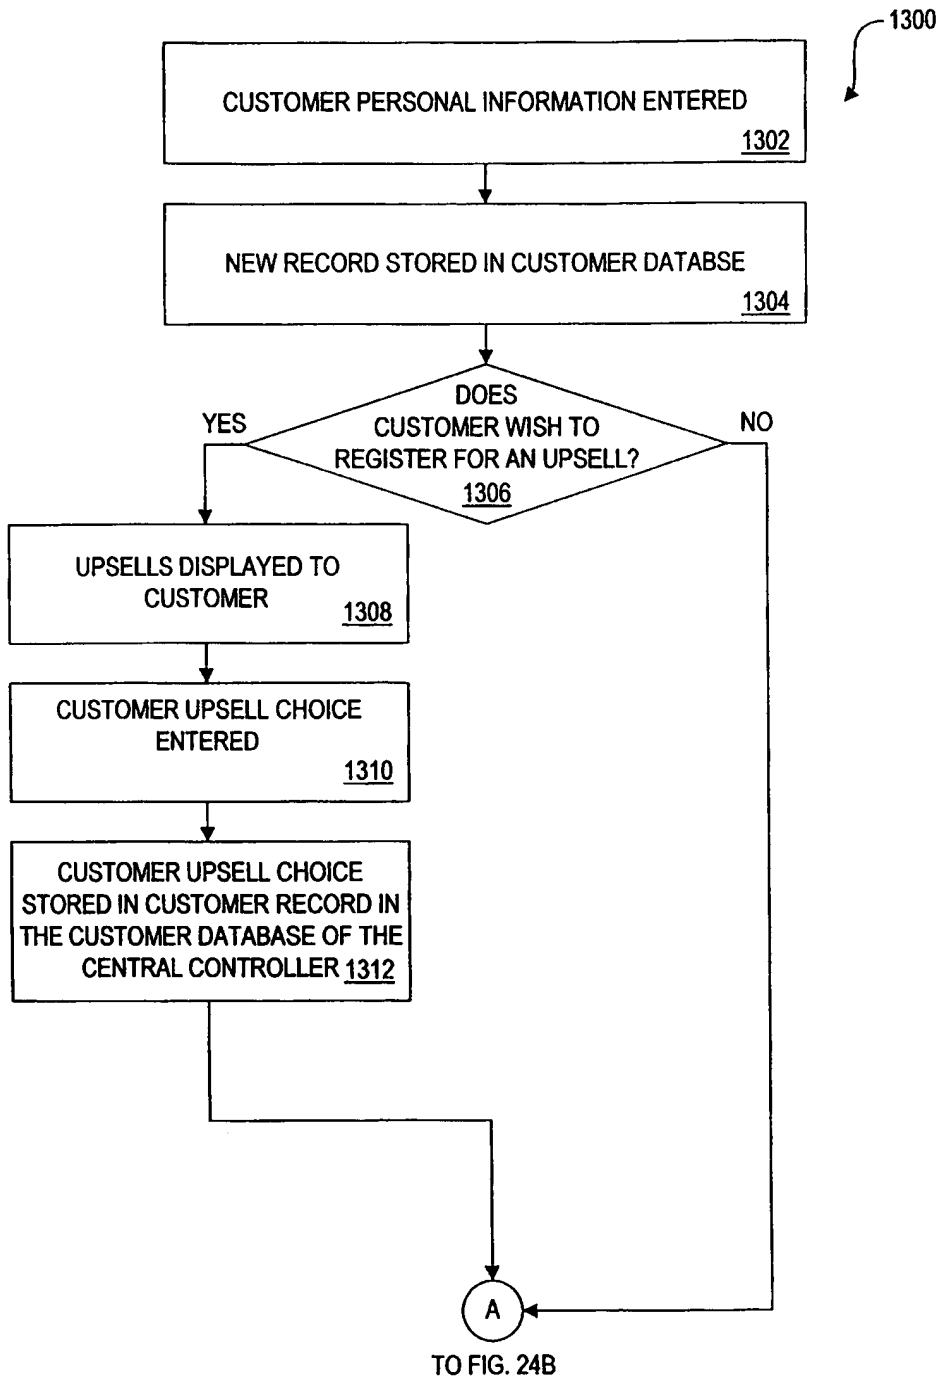 1300
CUSTOMER PERSONAL INFORMATION ENTERED
1302
NEW RECORD STORED IN CUSTOMER DATABSE
1304
DOES
CUSTOMER WISH TO
REGISTER FOR AN UPSELL?
1306
YES
NO
UPSELLS DISPLAYED TO
CUSTOMER
1308
CUSTOMER UPSELL CHOICE
ENTERED
1310
CUSTOMER UPSELL CHOICE
STORED IN CUSTOMER RECORD IN
THE CUSTOMER DATABASE OF THE
CENTRAL CONTROLLER 1312
A
TO FIG. 24B